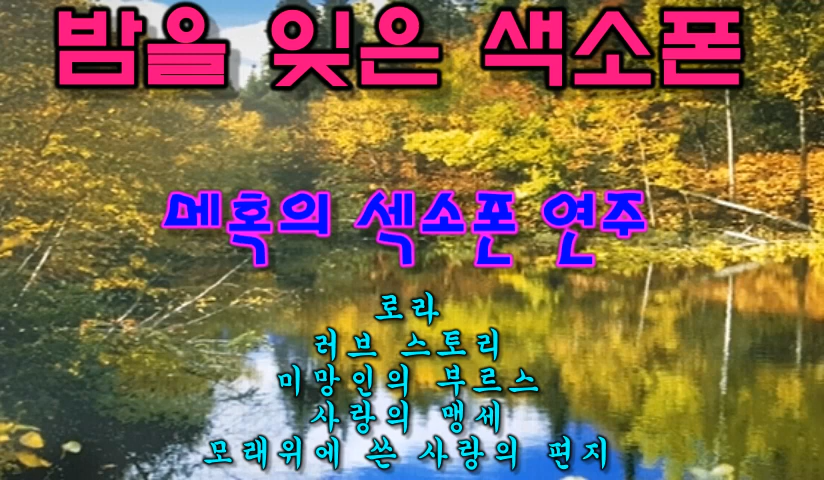 밤을 잊은 색소폰
메혹의 섹소폰 연주
로라
러브 스토리
미망인의 부르스
사랑의 맹세
모래위에 쓴 사랑의 편지